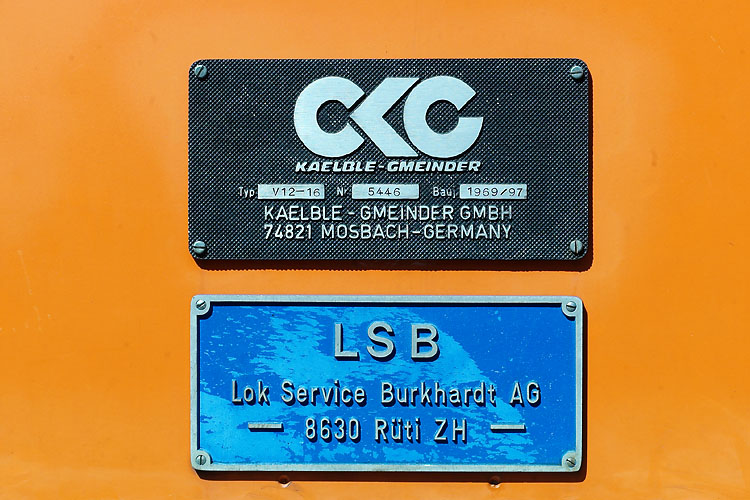 CKG
KAELBLE-GMEINDER
Typ V12-16 Nr 5446 Bauj. 1969/97
KAELBLE - GMEINDER GMBH
74821 MOSBACH-GERMANY
LSB
Lok Service Burkhardt AG
— 8630 Rüti ZH —